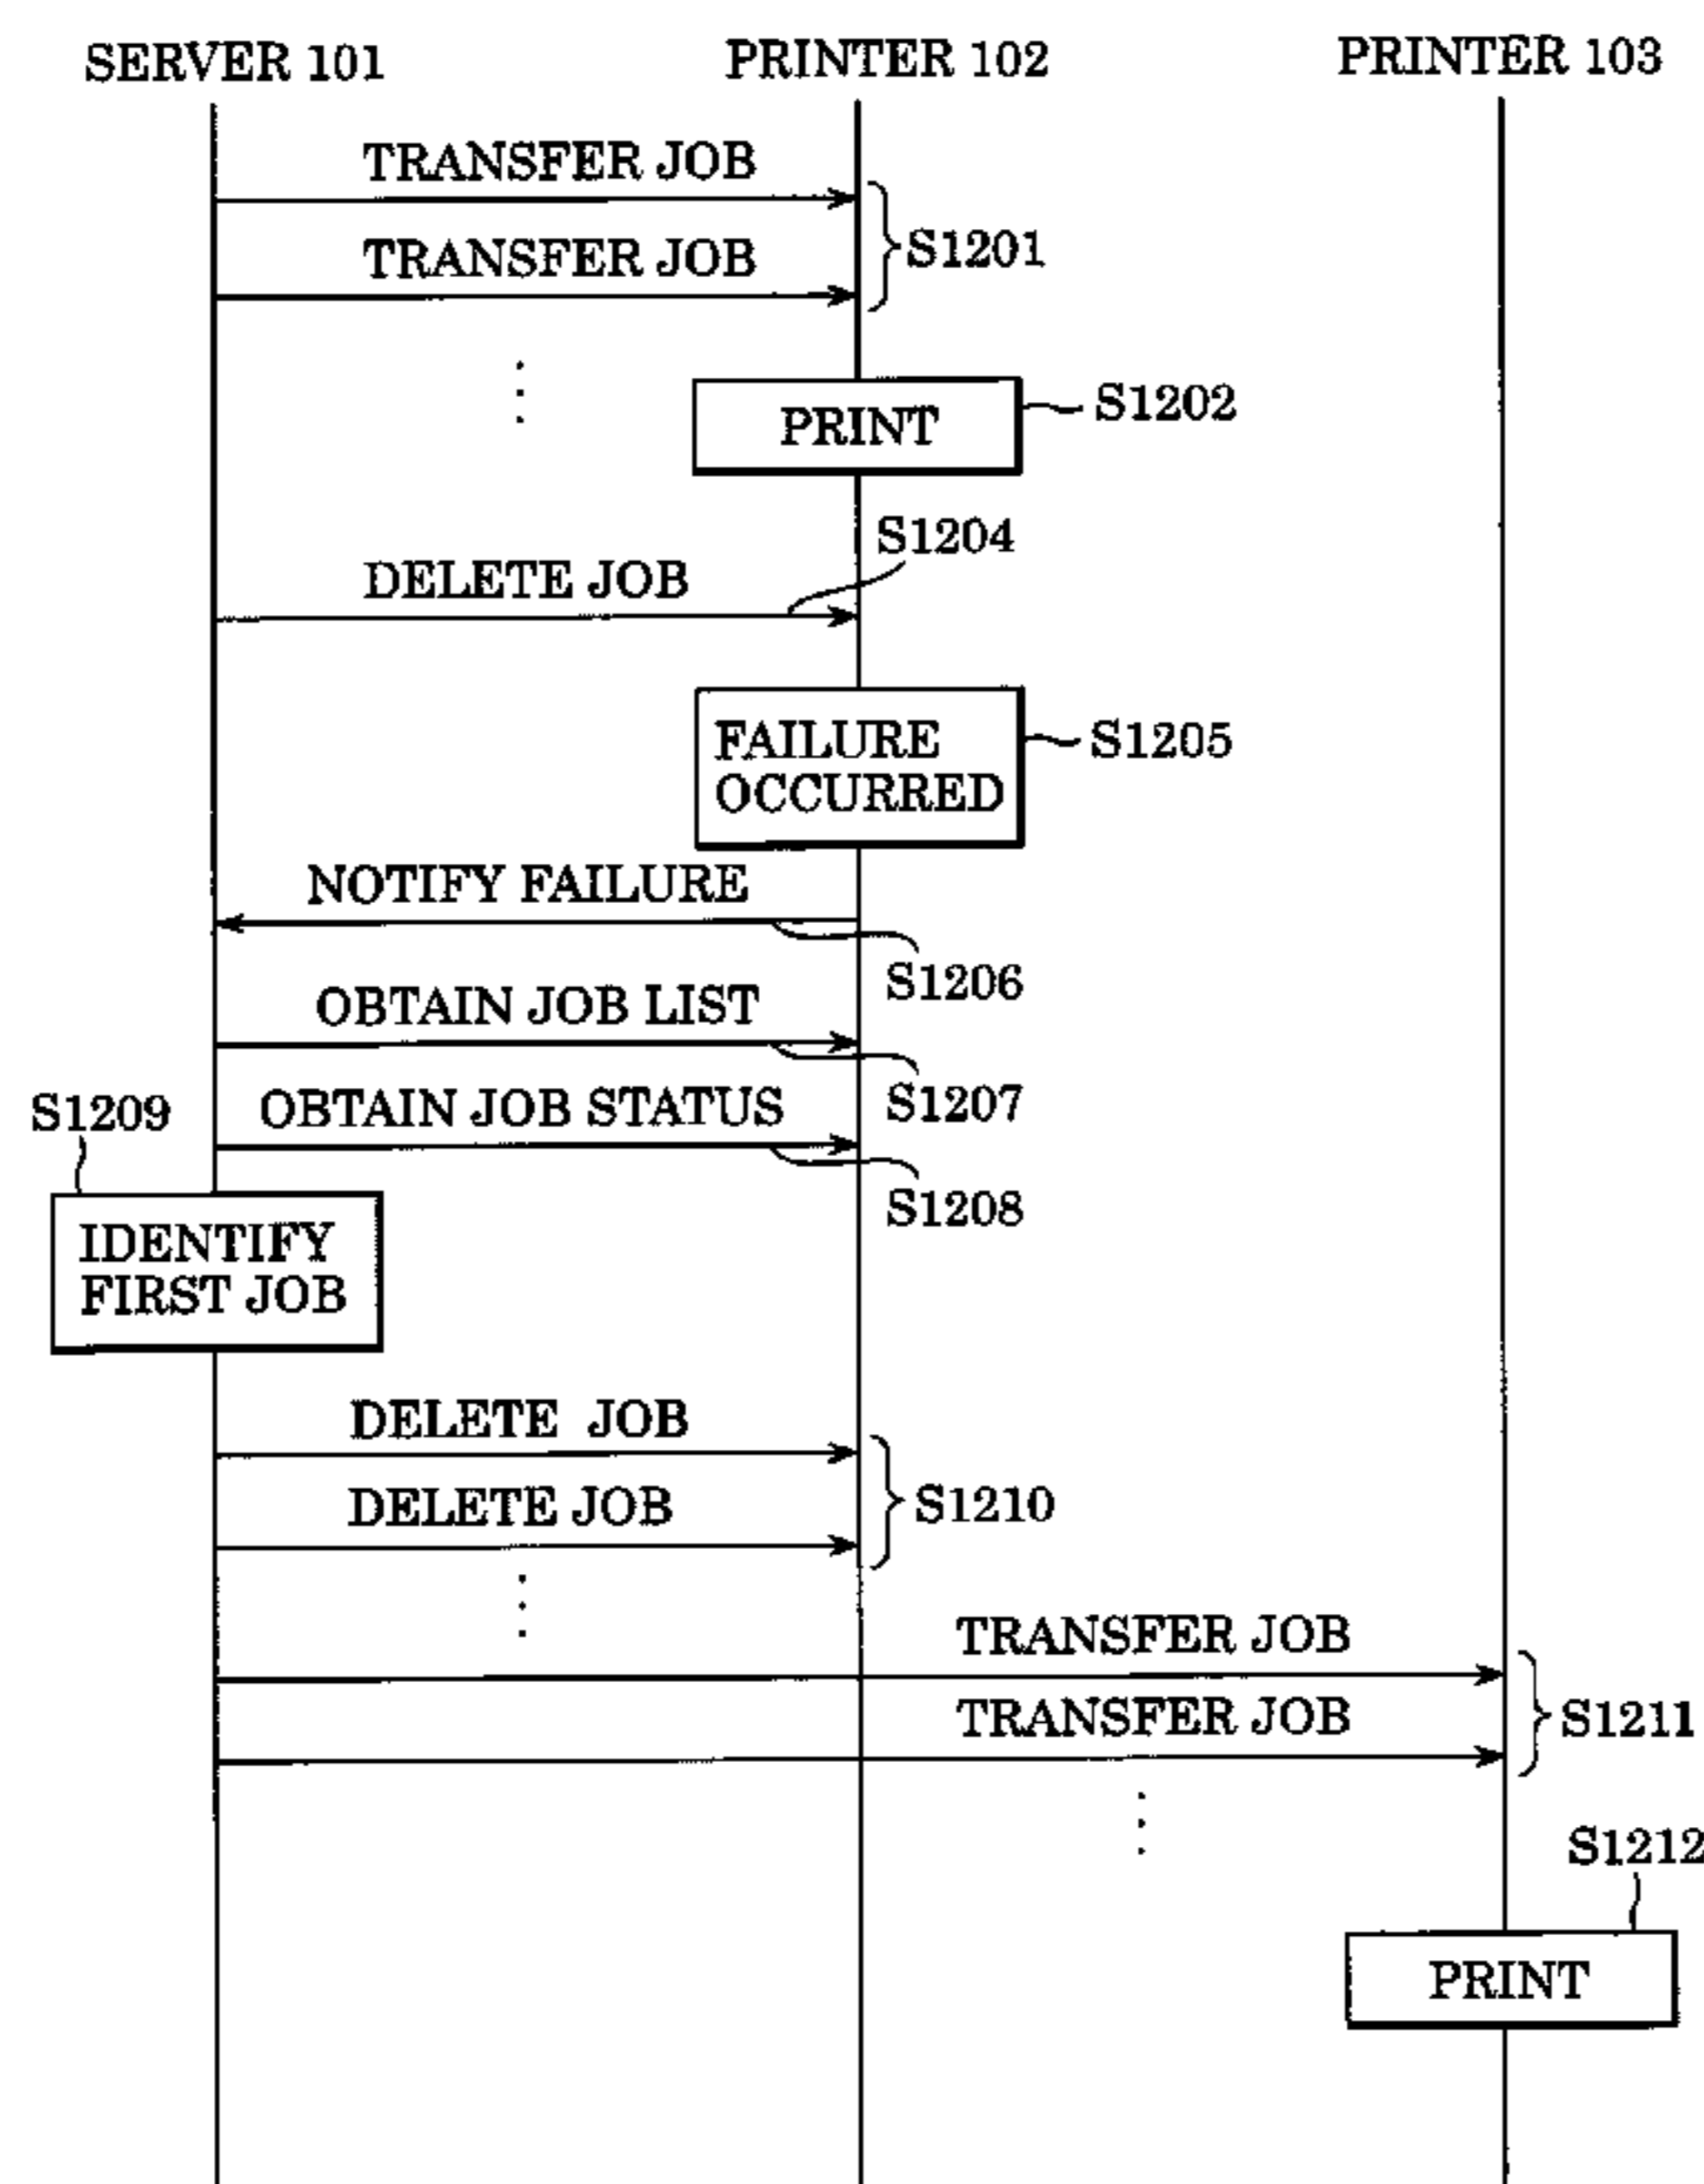 SERVER 101
PRINTER 102
PRINTER 103
TRANSFER JOB
TRANSFER JOB
S1201
PRINT
S1202
S1204
DELETE JOB
FAILURE
OCCURRED
S1205
NOTIFY FAILURE
S1206
OBTAIN JOB LIST
S1207
S1209
OBTAIN JOB STATUS
S1208
IDENTIFY
FIRST JOB
DELETE JOB
DELETE JOB
S1210
TRANSFER JOB
TRANSFER JOB
S1211
S1212
PRINT